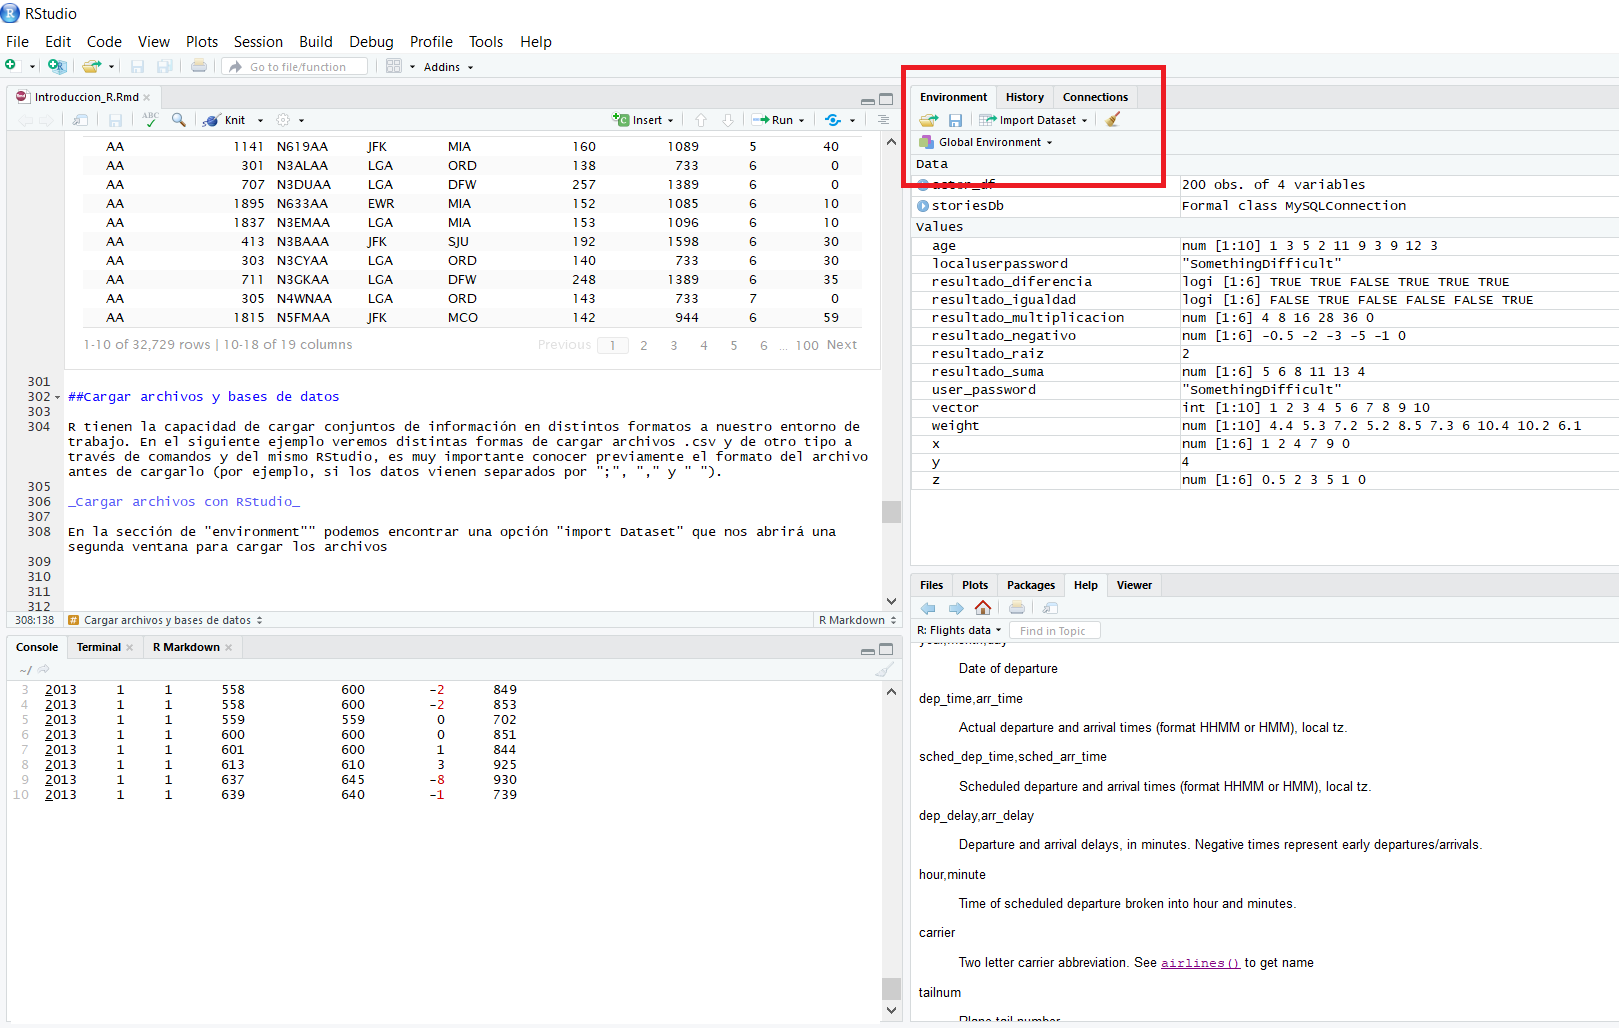 RStudio
File Edit Code View Plots Session Build Debug Profile Tools Help
Go to file/function Addins
Introduccion_R.Rmd
ABC Knit Insert Run
AA 1141 N619AA JFK MIA 160 1089 5 40
AA 301 N3ALAA LGA ORD 138 733 6 0
AA 707 N3DUAA LGA DFW 257 1389 6 0
AA 1895 N633AA EWR MIA 152 1085 6 10
AA 1837 N3EMAA LGA MIA 153 1096 6 10
AA 413 N3BAAA JFK SJU 192 1598 6 30
AA 303 N3CYAA LGA ORD 140 733 6 30
AA 711 N3GKAA LGA DFW 248 1389 6 35
AA 305 N4WNAA LGA ORD 143 733 7 0
AA 1815 N5FMAA JFK MCO 142 944 6 59
1-10 of 32,729 rows | 10-18 of 19 columns Previous 1 2 3 4 5 6 ... 100 Next
301
302 ##Cargar archivos y bases de datos
303
304 R tienen la capacidad de cargar conjuntos de información en distintos formatos a nuestro entorno de
trabajo. En el siguiente ejemplo veremos distintas formas de cargar archivos .csv y de otro tipo a
través de comandos y del mismo RStudio, es muy importante conocer previamente el formato del archivo
antes de cargarlo (por ejemplo, si los datos vienen separados por ";", "," y " ").
305
306 _Cargar archivos con RStudio_
307
308 En la sección de "environment"" podemos encontrar una opción "import Dataset" que nos abrirá una
segunda ventana para cargar los archivos
309
310
311
312
308:138 # Cargar archivos y bases de datos R Markdown
Console Terminal R Markdown
~/
3 2013 1 1 558 600 -2 849
4 2013 1 1 558 600 -2 853
5 2013 1 1 559 559 0 702
6 2013 1 1 600 600 0 851
7 2013 1 1 601 600 1 844
8 2013 1 1 613 610 3 925
9 2013 1 1 637 645 -8 930
10 2013 1 1 639 640 -1 739
Environment History Connections
Import Dataset
Global Environment
Data
actor_df 200 obs. of 4 variables
storiesDb Formal class MySQLConnection
Values
age num [1:10] 1 3 5 2 11 9 3 9 12 3
localuserpassword "SomethingDifficult"
resultado_diferencia logi [1:6] TRUE TRUE FALSE TRUE TRUE TRUE
resultado_igualdad logi [1:6] FALSE TRUE FALSE FALSE FALSE TRUE
resultado_multiplicacion num [1:6] 4 8 16 28 36 0
resultado_negativo num [1:6] -0.5 -2 -3 -5 -1 0
resultado_raiz 2
resultado_suma num [1:6] 5 6 8 11 13 4
user_password "SomethingDifficult"
vector int [1:10] 1 2 3 4 5 6 7 8 9 10
weight num [1:10] 4.4 5.3 7.2 5.2 8.5 7.3 6 10.4 10.2 6.1
x num [1:6] 1 2 4 7 9 0
y 4
z num [1:6] 0.5 2 3 5 1 0
Files Plots Packages Help Viewer
R: Flights data Find in Topic
year,month,day
Date of departure
dep_time,arr_time
Actual departure and arrival times (format HHMM or HMM), local tz.
sched_dep_time,sched_arr_time
Scheduled departure and arrival times (format HHMM or HMM), local tz.
dep_delay,arr_delay
Departure and arrival delays, in minutes. Negative times represent early departures/arrivals.
hour,minute
Time of scheduled departure broken into hour and minutes.
carrier
Two letter carrier abbreviation. See airlines() to get name
tailnum
Plane tail number